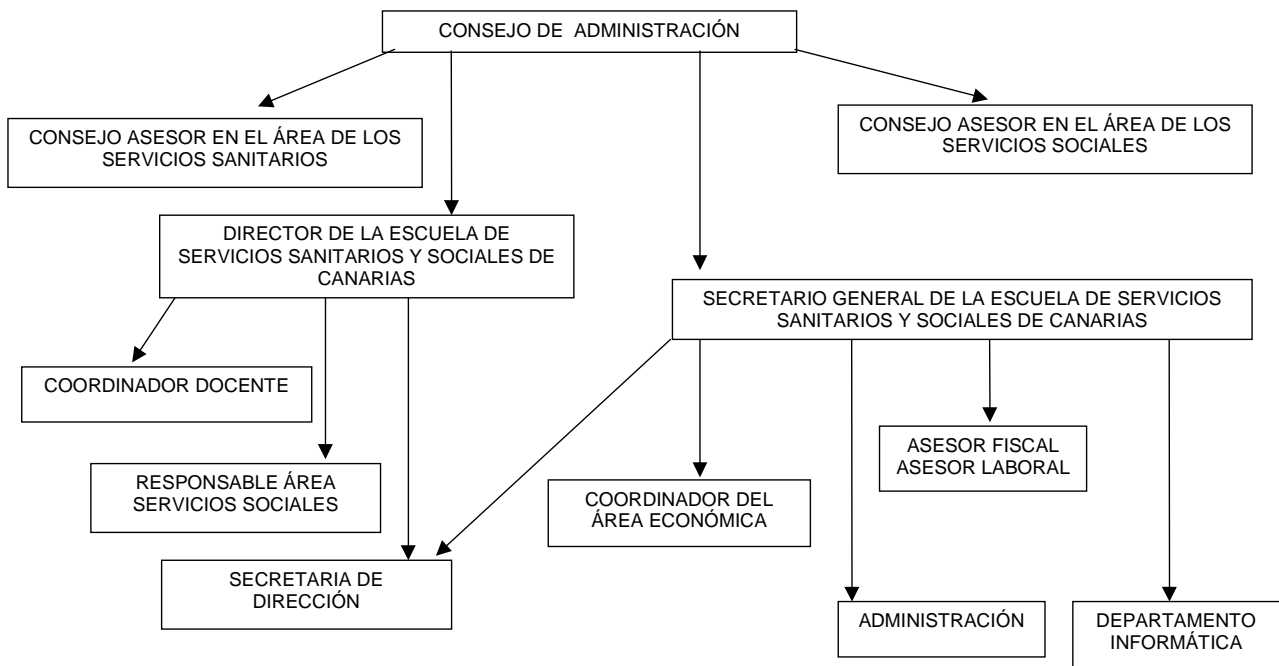 CONSEJO DE ADMINISTRACIÓN
CONSEJO ASESOR EN EL ÁREA DE LOS
SERVICIOS SANITARIOS
CONSEJO ASESOR EN EL ÁREA DE LOS
SERVICIOS SOCIALES
DIRECTOR DE LA ESCUELA DE
SERVICIOS SANITARIOS Y SOCIALES DE
CANARIAS
SECRETARIO GENERAL DE LA ESCUELA DE SERVICIOS
SANITARIOS Y SOCIALES DE CANARIAS
COORDINADOR DOCENTE
RESPONSABLE ÁREA
SERVICIOS SOCIALES
SECRETARIA DE
DIRECCIÓN
COORDINADOR DEL
ÁREA ECONÓMICA
ASESOR FISCAL
ASESOR LABORAL
ADMINISTRACIÓN
DEPARTAMENTO
INFORMÁTICA